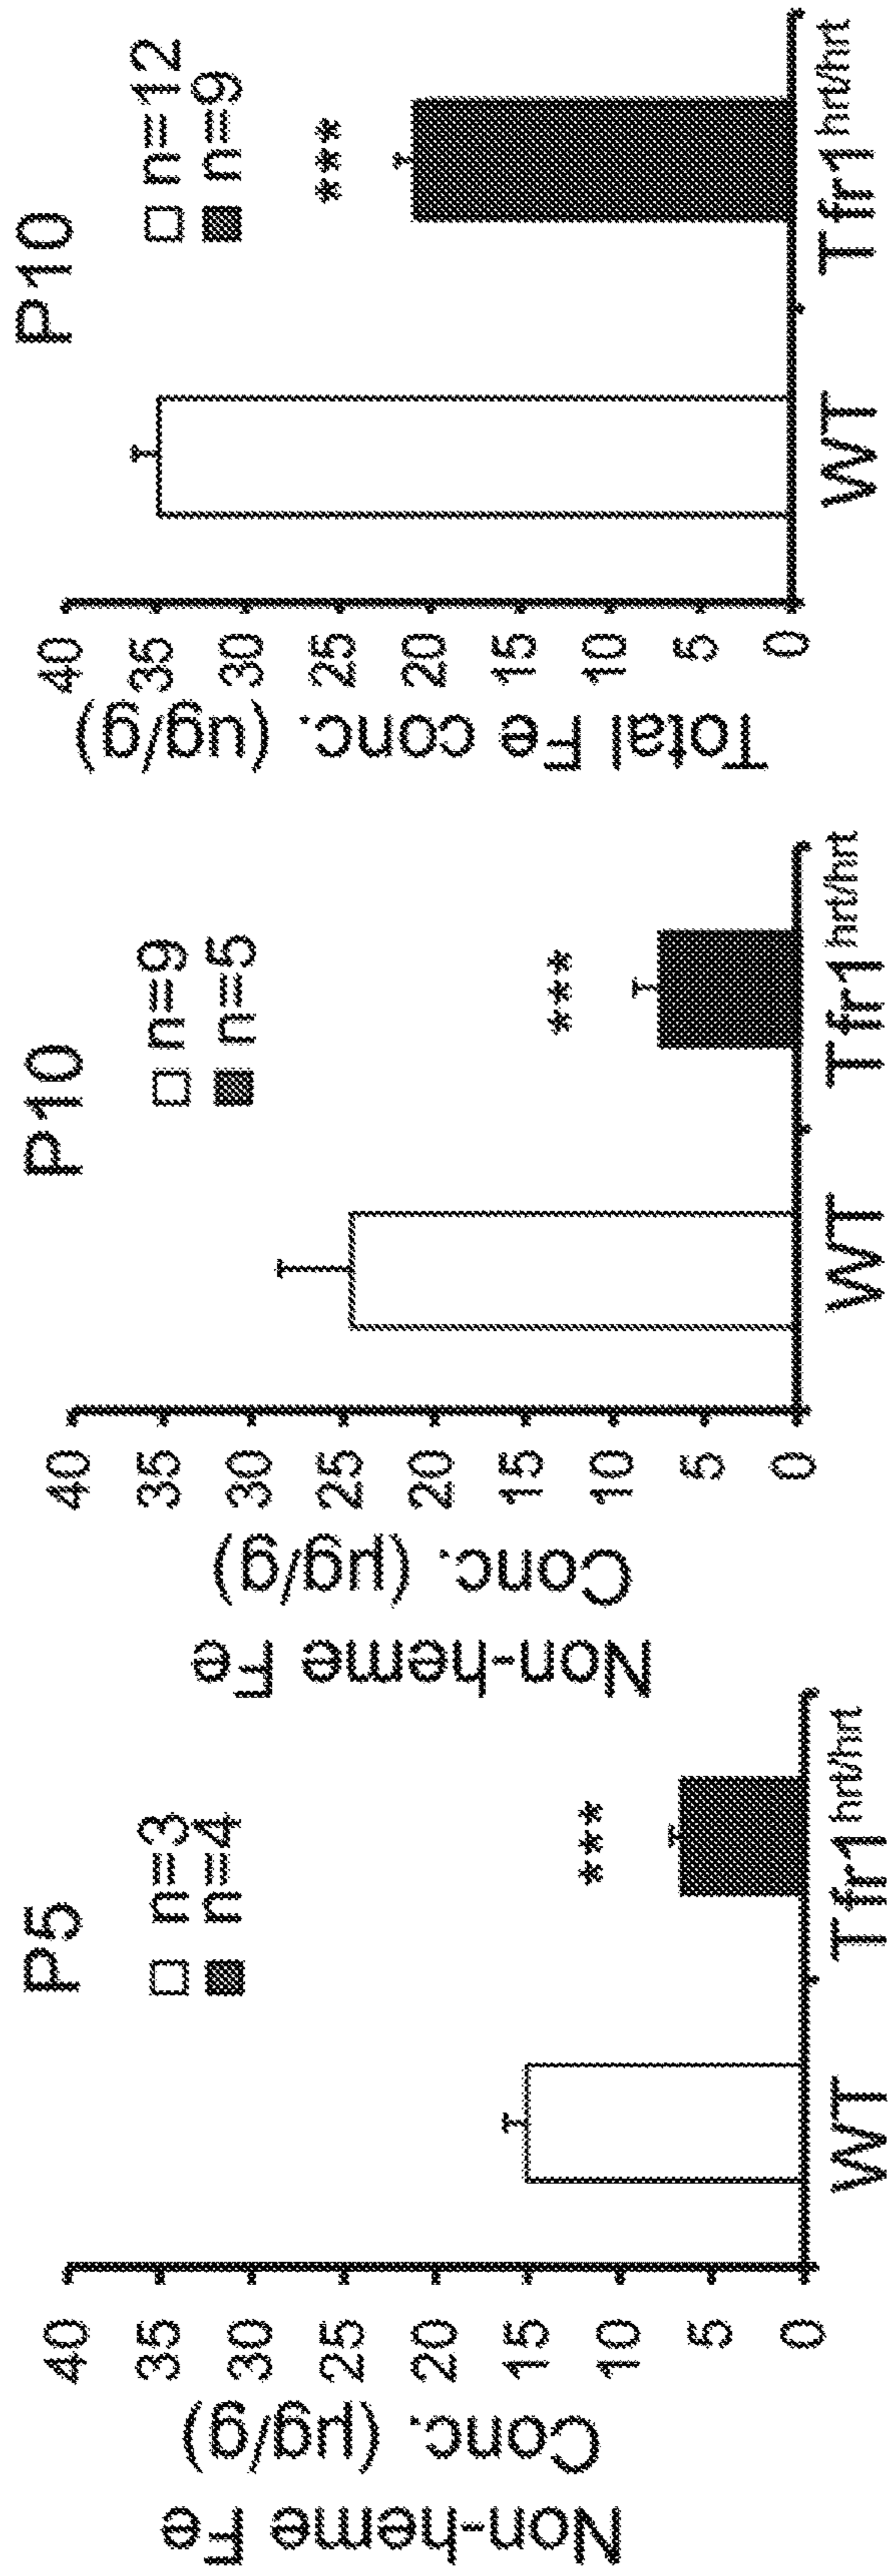 P5
n=3
n=4
***
Non-heme Fe
Conc. (µg/g)
40
35
30
25
20
15
10
5
0
WT
Tfr1hrt/hrt
P10
n=9
n=5
***
Non-heme Fe
Conc. (µg/g)
40
35
30
25
20
15
10
5
0
WT
Tfr1hrt/hrt
P10
n=12
n=9
***
Total Fe conc. (ug/g)
40
35
30
25
20
15
10
5
0
WT
Tfr1hrt/hrt